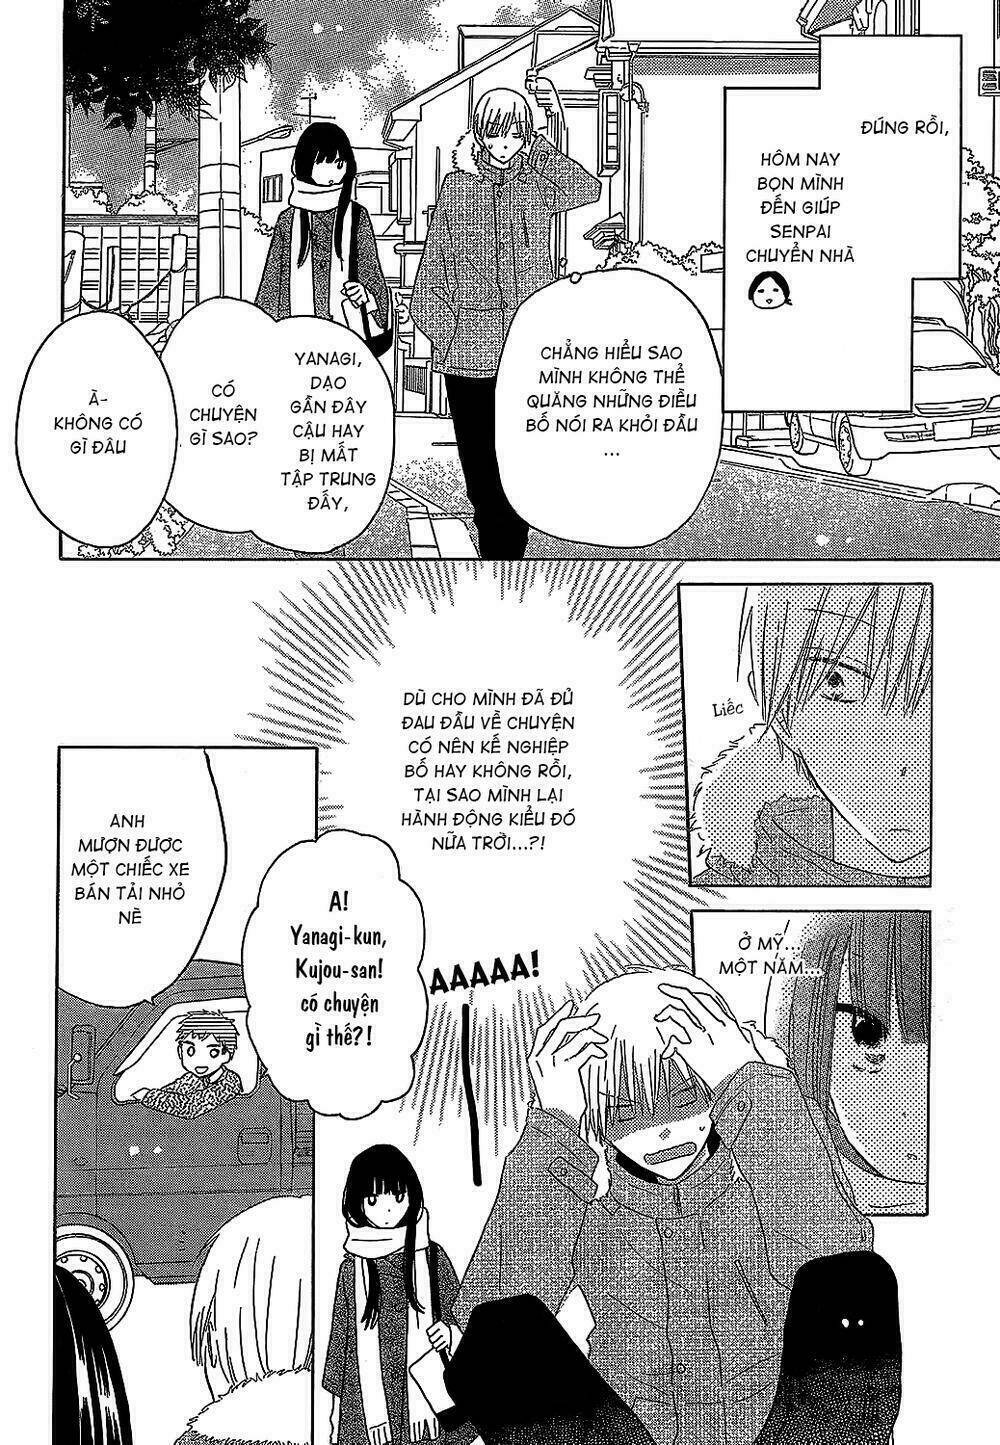 ĐÚNG RỒI,
HÔM NAY
BỌN MÌNH
ĐẾN GIÚP
SENPAI
CHUYỂN NHÀ
CHẲNG HIỂU SAO
MÌNH KHÔNG THỂ
QUĂNG NHỮNG ĐIỀU
BỐ NÓI RA KHỎI ĐẦU
...
YANAGI,
DẠO
GẦN ĐÂY
CẬU HAY
BỊ MẤT
TẬP TRUNG
ĐẤY,
CÓ
CHUYỆN
GÌ SAO?
À-
KHÔNG CÓ
GÌ ĐÂU
Liếc
DÙ CHO MÌNH ĐÃ ĐỦ
ĐAU ĐẦU VỀ CHUYỆN
CÓ NÊN KẾ NGHIỆP
BỐ HAY KHÔNG RỒI,
TẠI SAO MÌNH LẠI
HÀNH ĐỘNG KIỂU ĐÓ
NỮA TRỜI...?!
Ở MỸ...
MỘT NĂM...
AAAAA!
A!
Yanagi-kun,
Kujou-san!
có chuyện
gì thế?!
ANH
MƯỢN ĐƯỢC
MỘT CHIẾC XE
BÁN TẢI NHỎ
NÈ